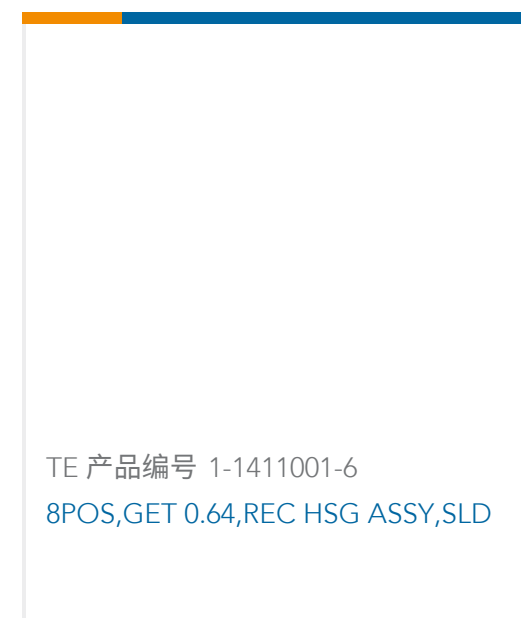 TE 产品编号 1-1411001-6
8POS,GET 0.64,REC HSG ASSY,SLD